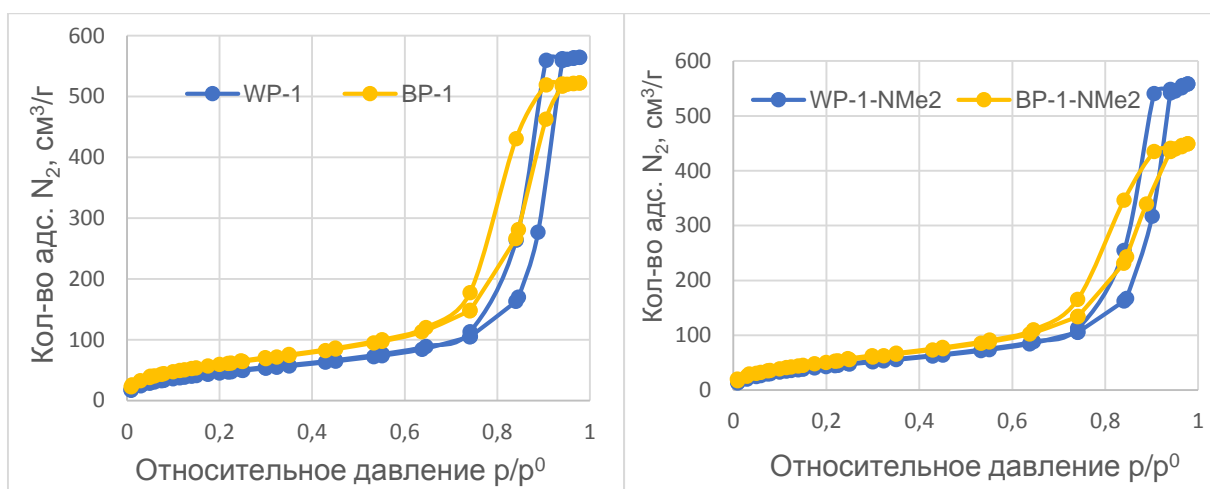 Кол-во адс. N2, см³/г
600
500
400
300
200
100
0
WP-1 BP-1
0 0,2 0,4 0,6 0,8 1
Относительное давление p/p⁰
Кол-во адс. N2, см³/г
600
500
400
300
200
100
0
WP-1-NMe2 BP-1-NMe2
0 0,2 0,4 0,6 0,8 1
Относительное давление p/p⁰